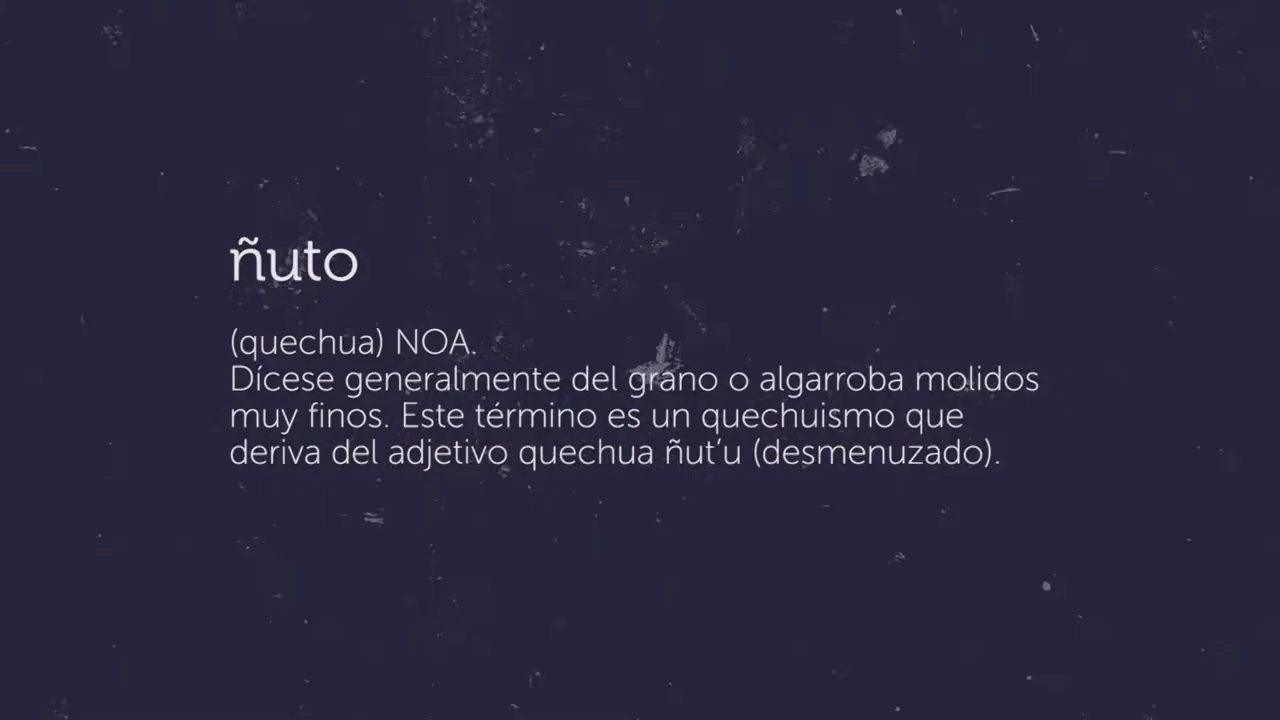 ñuto
(quechua) NOA.
Dícese generalmente del grano o algarroba molidos
muy finos. Este término es un quechuismo que
deriva del adjetivo quechua ñut’u (desmenuzado).